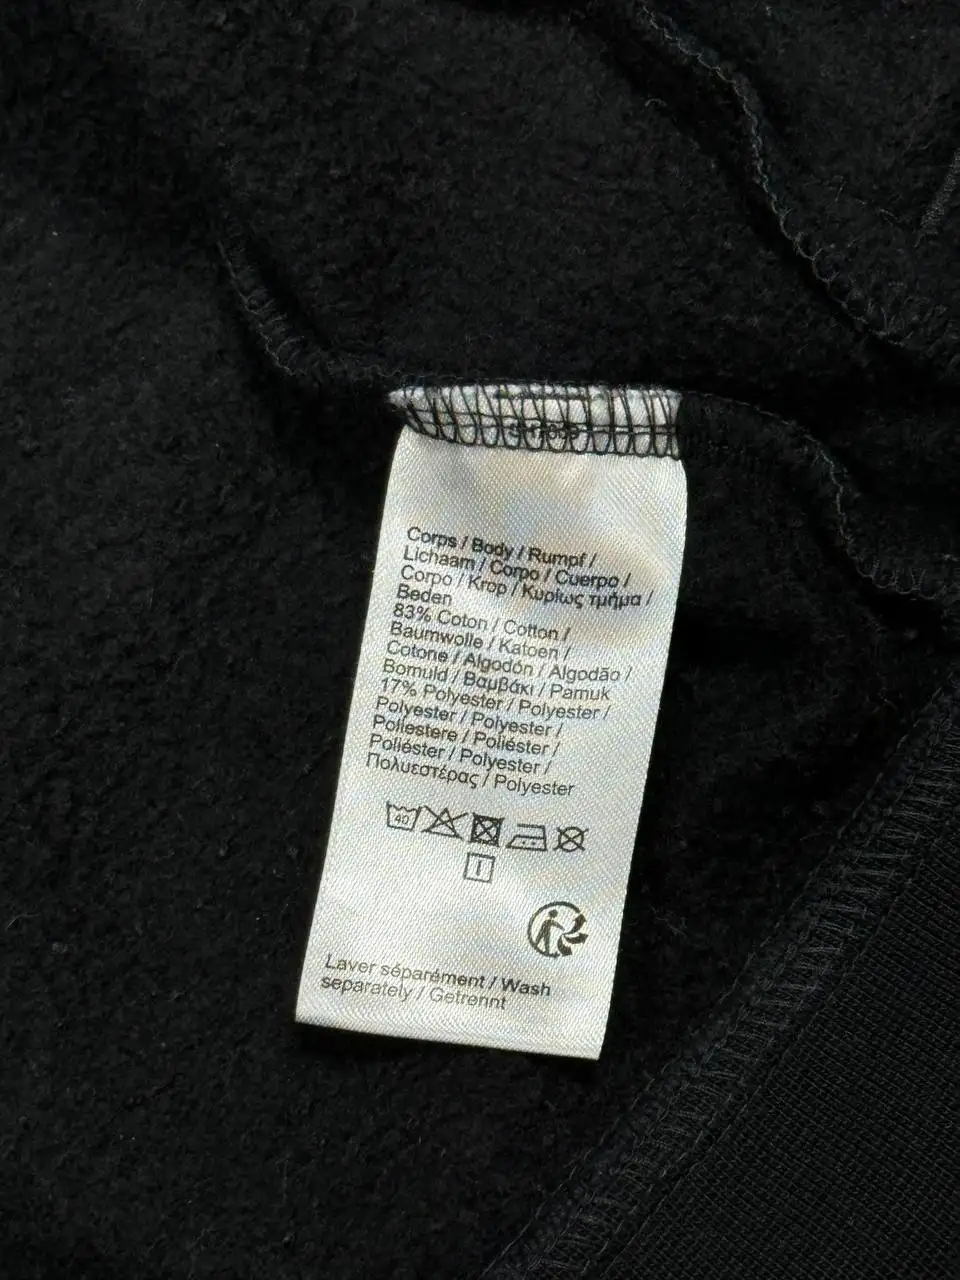 Corps / Body / Rumpf /
Lichaam / Corpo / Cuerpo /
Corpo / Krop / Κυρίως τμήμα /
Beden
83% Coton / Cotton /
Baumwolle / Katoen /
Cotone / Algodón / Algodão /
Bomuld / Βαμβάκι / Pamuk
17% Polyester / Polyester /
Polyester / Polyester /
Poliestere / Poliéster /
Poliéster / Polyester /
Πολυεστέρας / Polyester
40
Laver séparément / Wash
separately / Getrennt